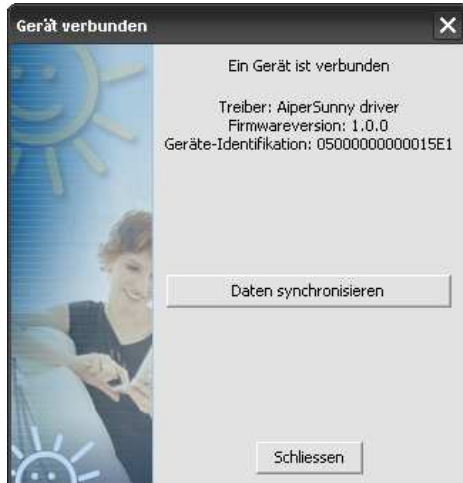 Gerät verbunden
Ein Gerät ist verbunden
Treiber: AiperSunny driver
Firmwareversion: 1.0.0
Geräte-Identifikation: 05000000000015E1
Daten synchronisieren
Schliessen